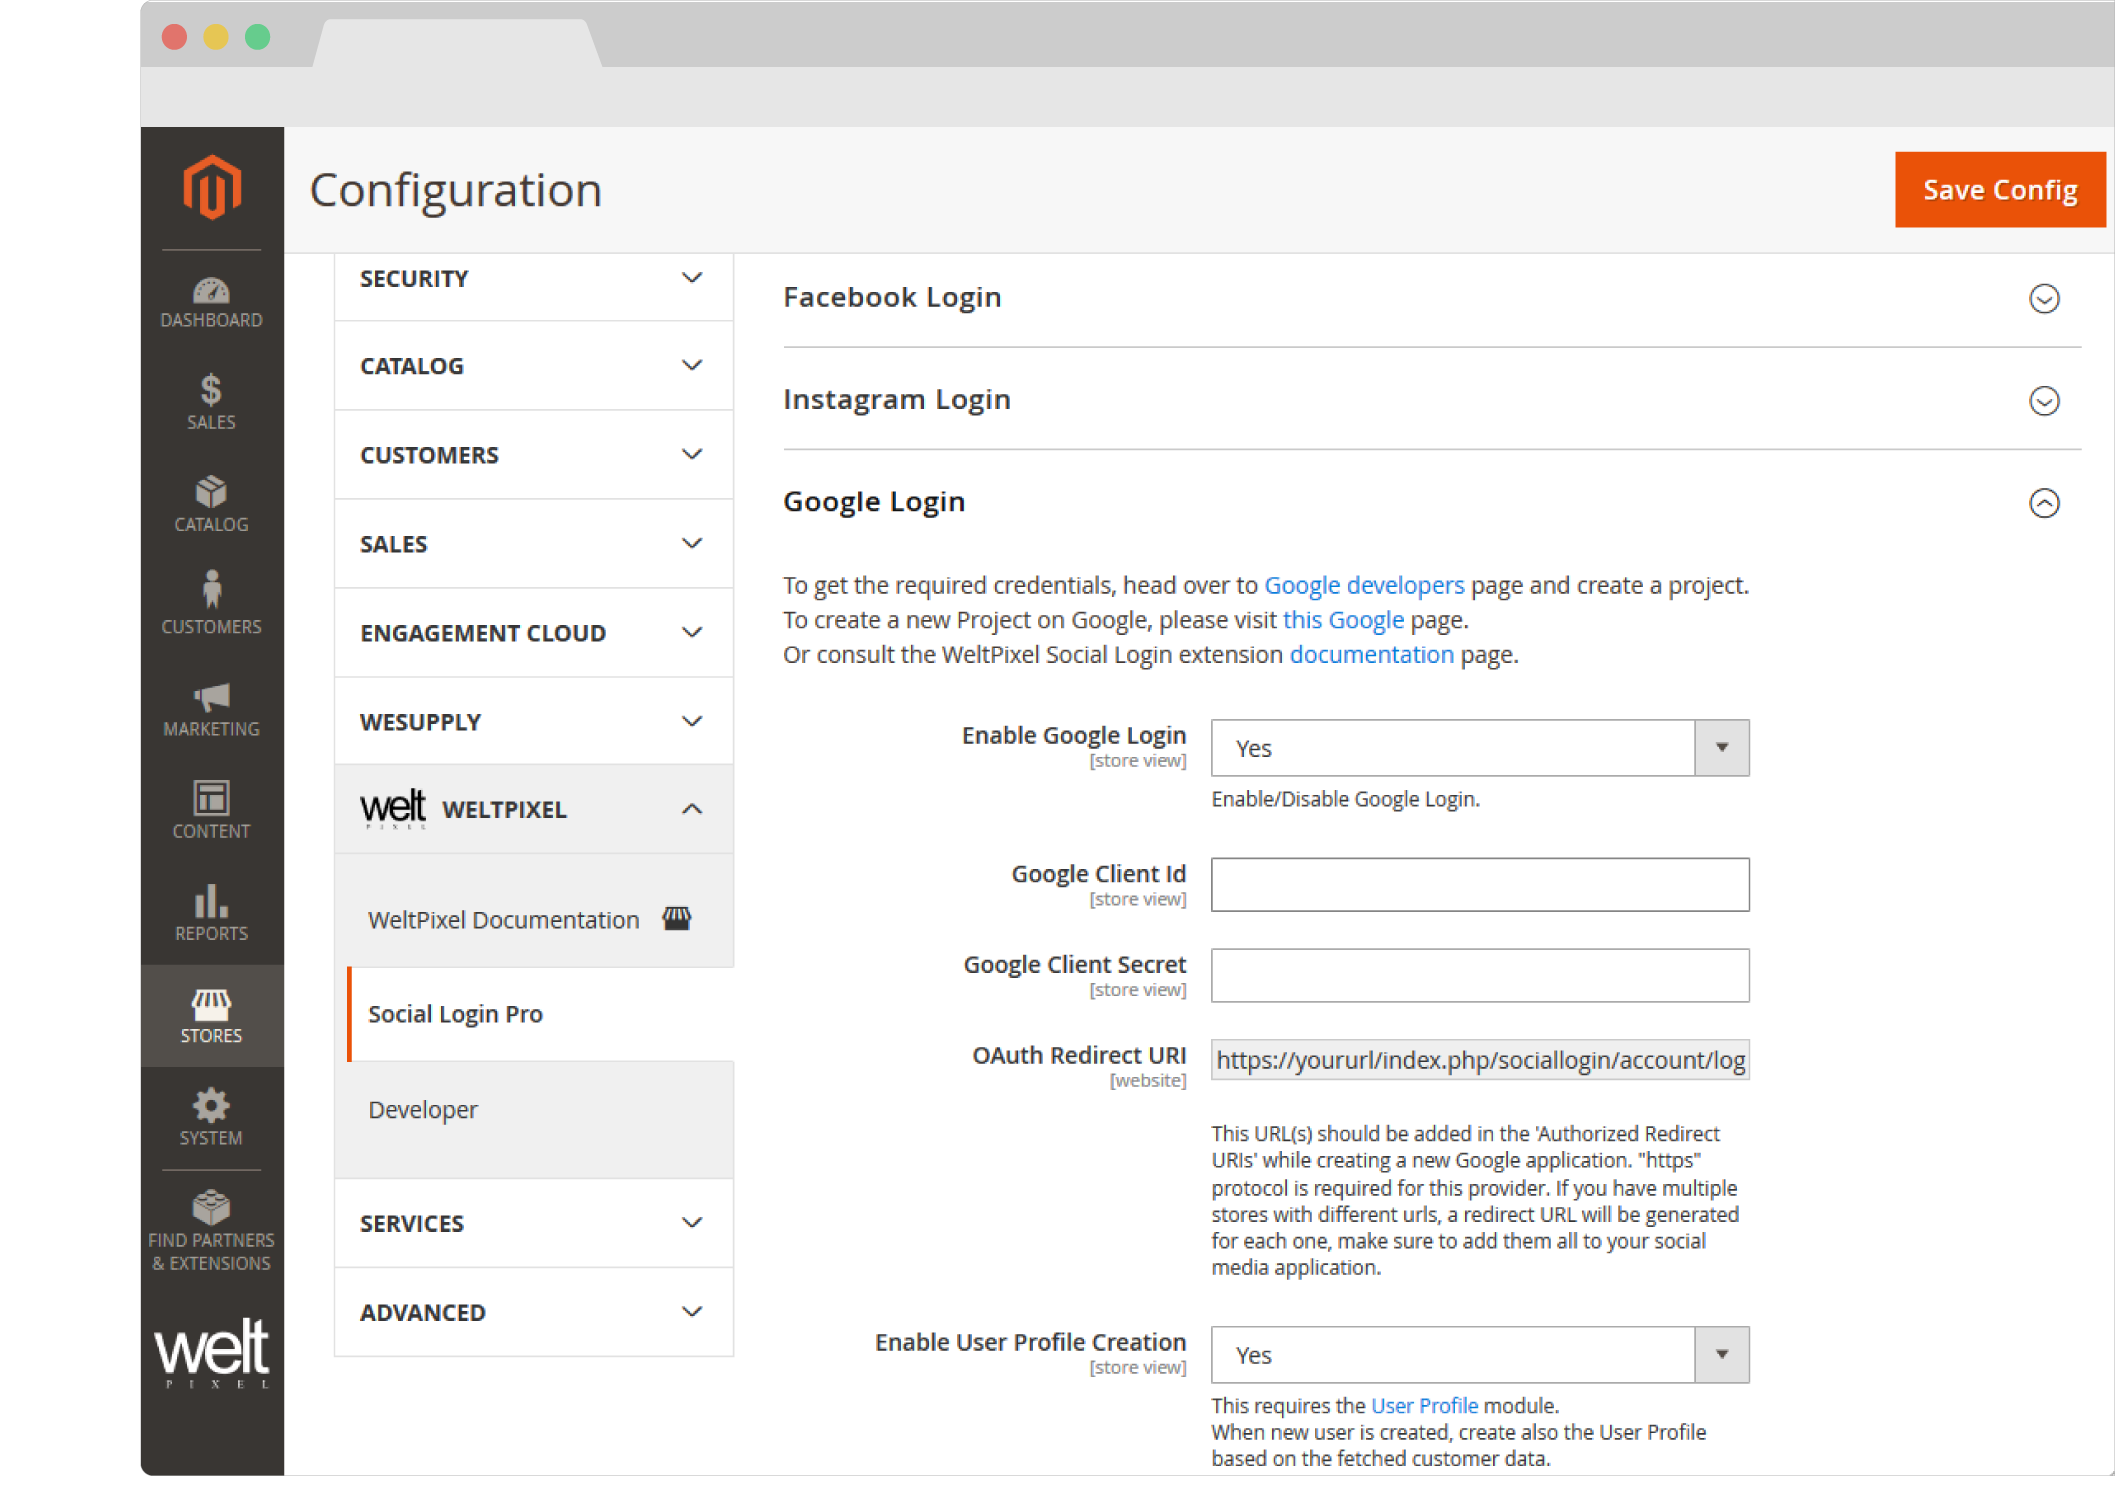 Configuration
Save Config
DASHBOARD
SALES
CATALOG
CUSTOMERS
MARKETING
CONTENT
REPORTS
STORES
SYSTEM
FIND PARTNERS
& EXTENSIONS
welt
PIXEL
SECURITY
CATALOG
CUSTOMERS
SALES
ENGAGEMENT CLOUD
WESUPPLY
welt PIXEL WELTPIXEL
WeltPixel Documentation
Social Login Pro
Developer
SERVICES
ADVANCED
Facebook Login
Instagram Login
Google Login
To get the required credentials, head over to Google developers page and create a project.
To create a new Project on Google, please visit this Google page.
Or consult the WeltPixel Social Login extension documentation page.
Enable Google Login
[store view]
Yes
Enable/Disable Google Login.
Google Client Id
[store view]
Google Client Secret
[store view]
OAuth Redirect URI
[website]
https://yoururl/index.php/sociallogin/account/log
This URL(s) should be added in the 'Authorized Redirect
URIs' while creating a new Google application. "https"
protocol is required for this provider. If you have multiple
stores with different urls, a redirect URL will be generated
for each one, make sure to add them all to your social
media application.
Enable User Profile Creation
[store view]
Yes
This requires the User Profile module.
When new user is created, create also the User Profile
based on the fetched customer data.